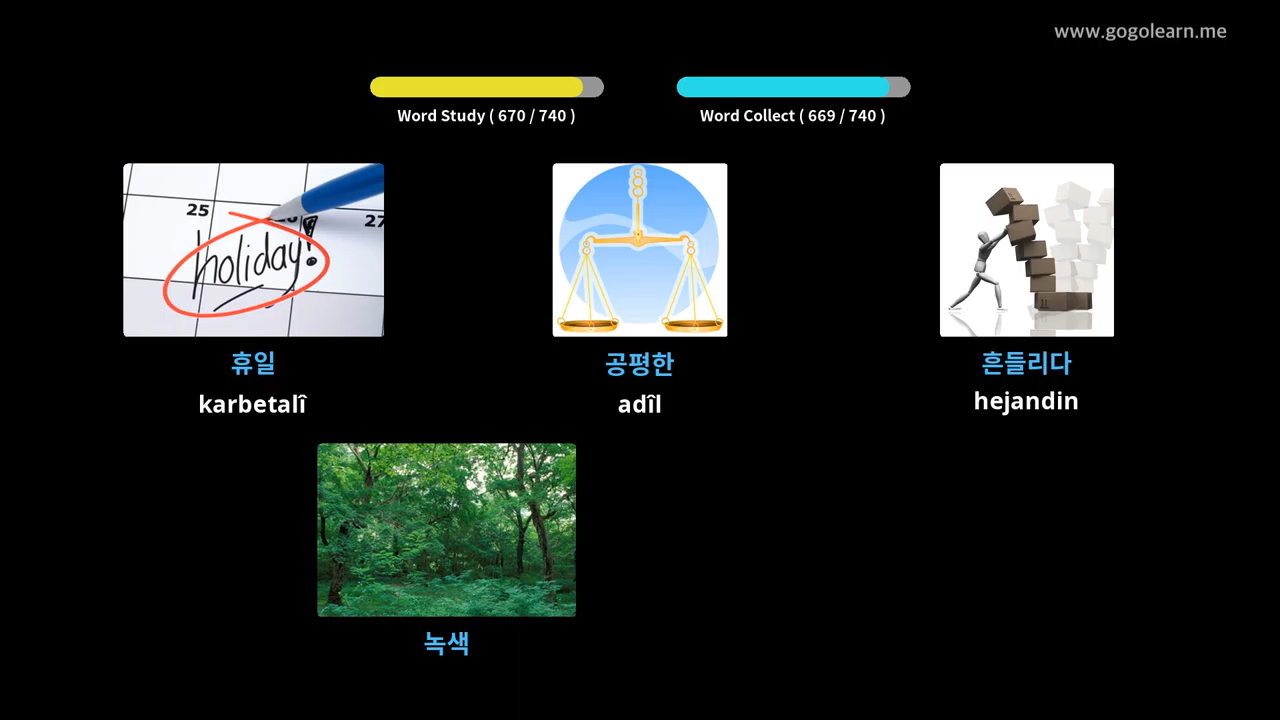 www.gogolearn.me
Word Study ( 670 / 740 )
Word Collect ( 669 / 740 )
25
27
holiday!
휴일
공평한
흔들리다
karbetalî
adîl
hejandin
녹색